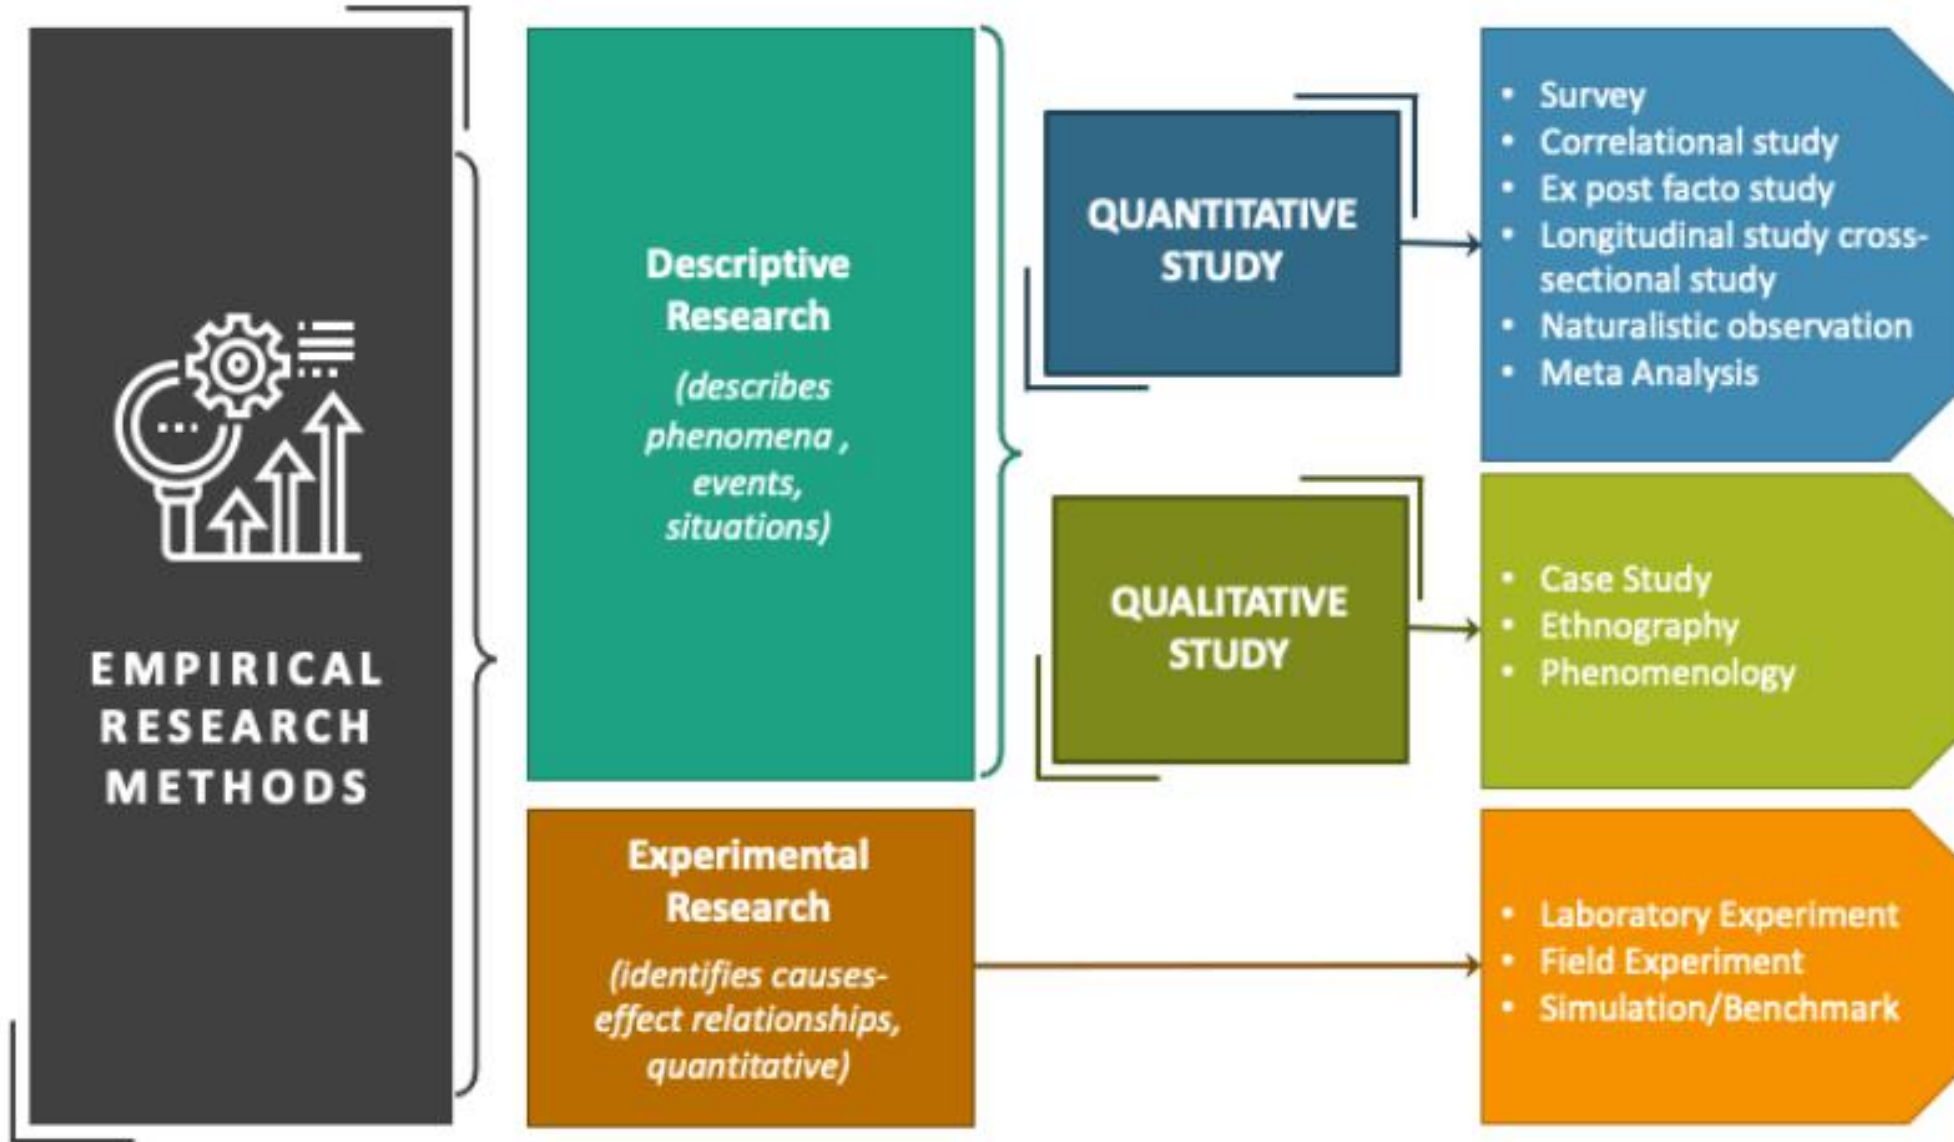 EMPIRICAL
RESEARCH
METHODS
Descriptive
Research
(describes
phenomena ,
events,
situations)
QUANTITATIVE
STUDY
• Survey
• Correlational study
• Ex post facto study
• Longitudinal study cross-
sectional study
• Naturalistic observation
• Meta Analysis
QUALITATIVE
STUDY
• Case Study
• Ethnography
• Phenomenology
Experimental
Research
(identifies causes-
effect relationships,
quantitative)
• Laboratory Experiment
• Field Experiment
• Simulation/Benchmark